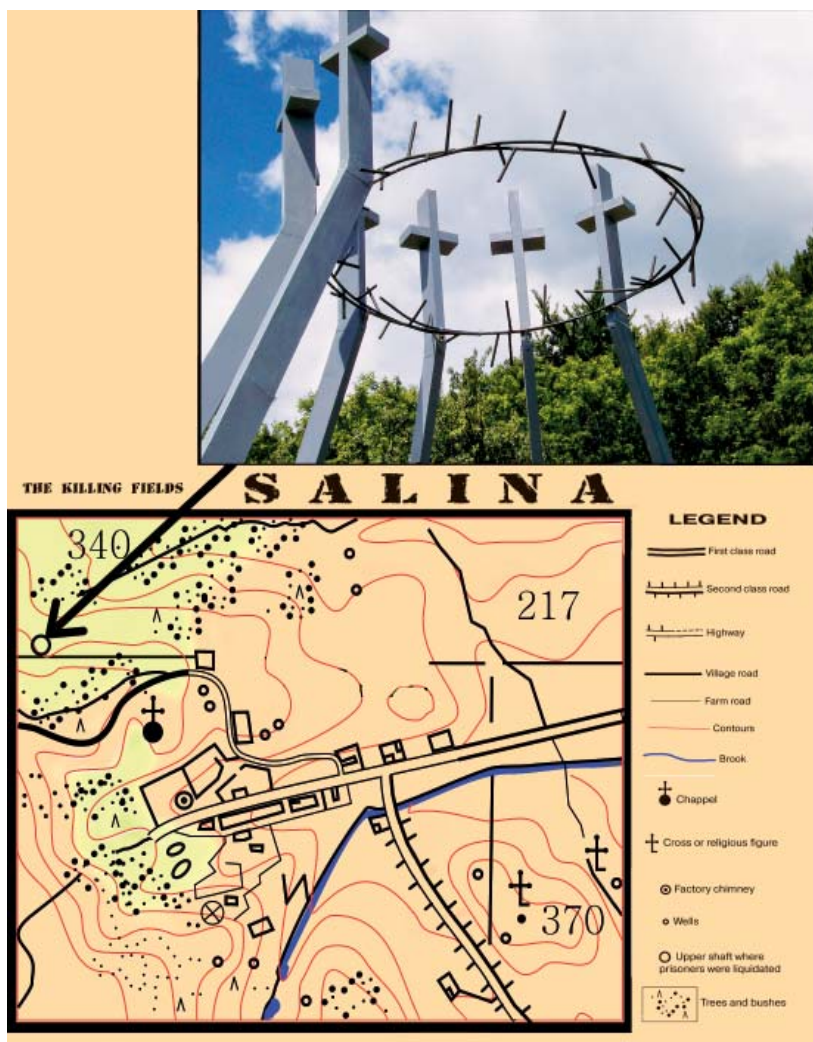 THE KILLING FIELDS
SALINA
340
217
370
LEGEND
First class road
Second class road
Highway
Village road
Farm road
Contours
Brook
Chappel
Cross or religious figure
Factory chimney
Wells
Upper shaft where
prisoners were liquidated
Trees and bushes